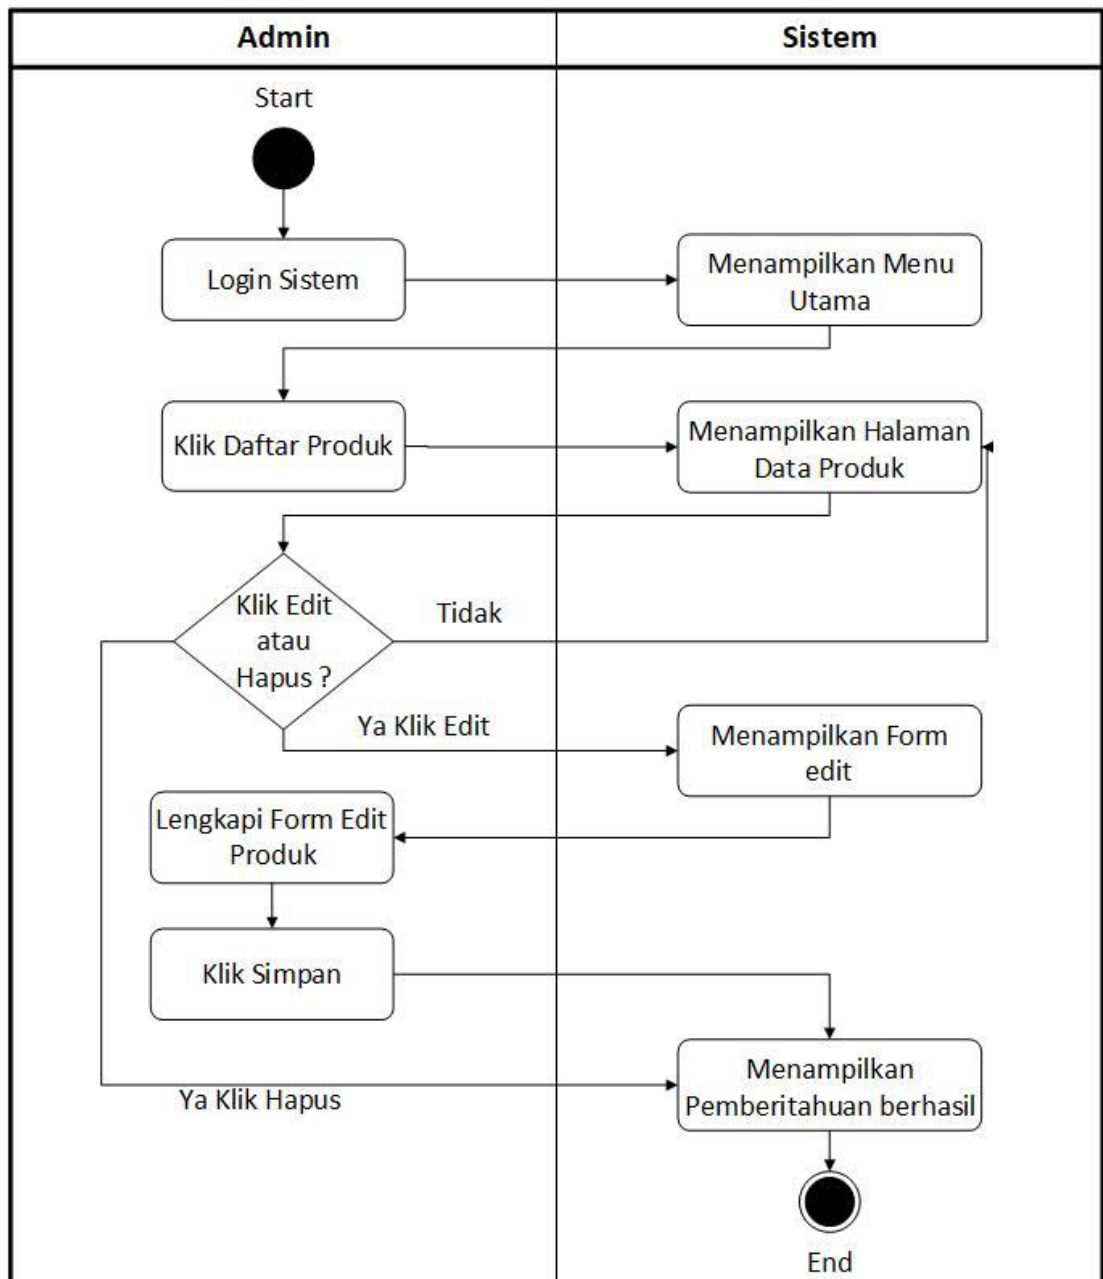 Admin
Sistem
Start
Login Sistem
Menampilkan Menu
Utama
Klik Daftar Produk
Menampilkan Halaman
Data Produk
Klik Edit
atau
Hapus ?
Tidak
Ya Klik Edit
Menampilkan Form
edit
Lengkapi Form Edit
Produk
Klik Simpan
Ya Klik Hapus
Menampilkan
Pemberitahuan berhasil
End